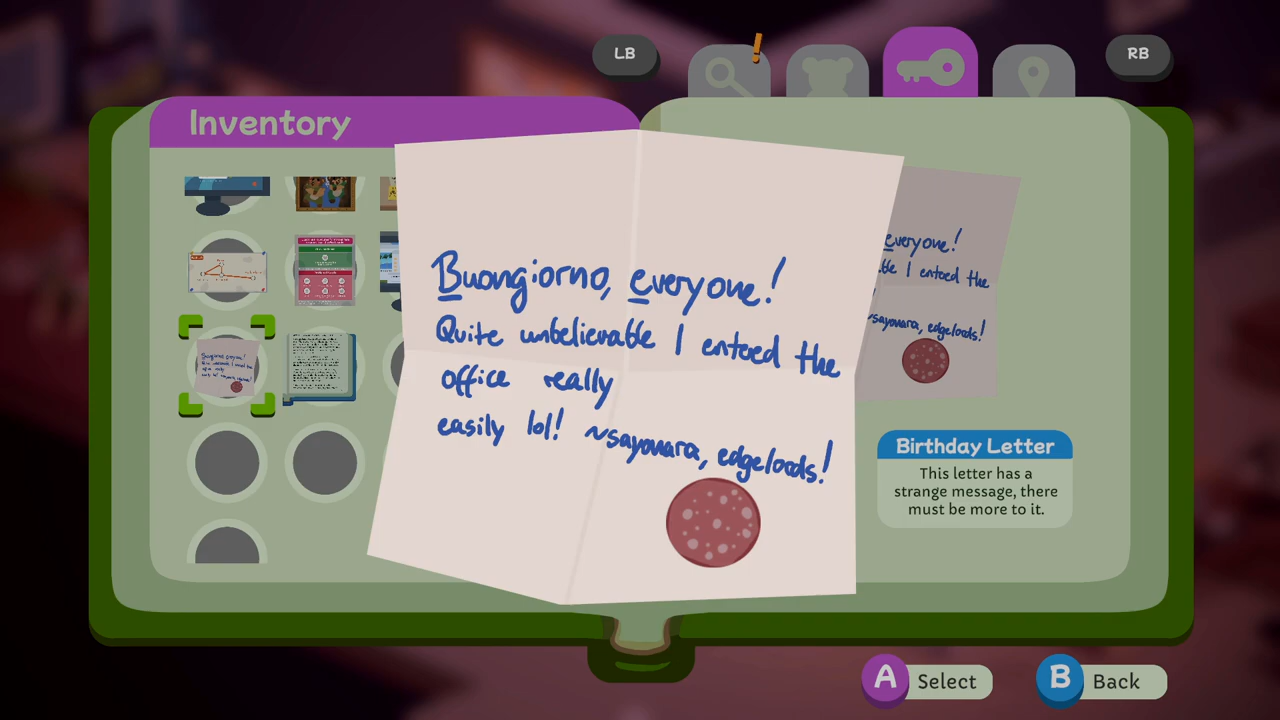 LB
RB
Inventory
Buongiorno, everyone!
Quite unbelievable I entered the
office really
easily lol! ~sayonara, edgelords!
everyone!
I entered the
~sayonara, edgelords!
Birthday Letter
This letter has a
strange message, there
must be more to it.
A Select
B Back